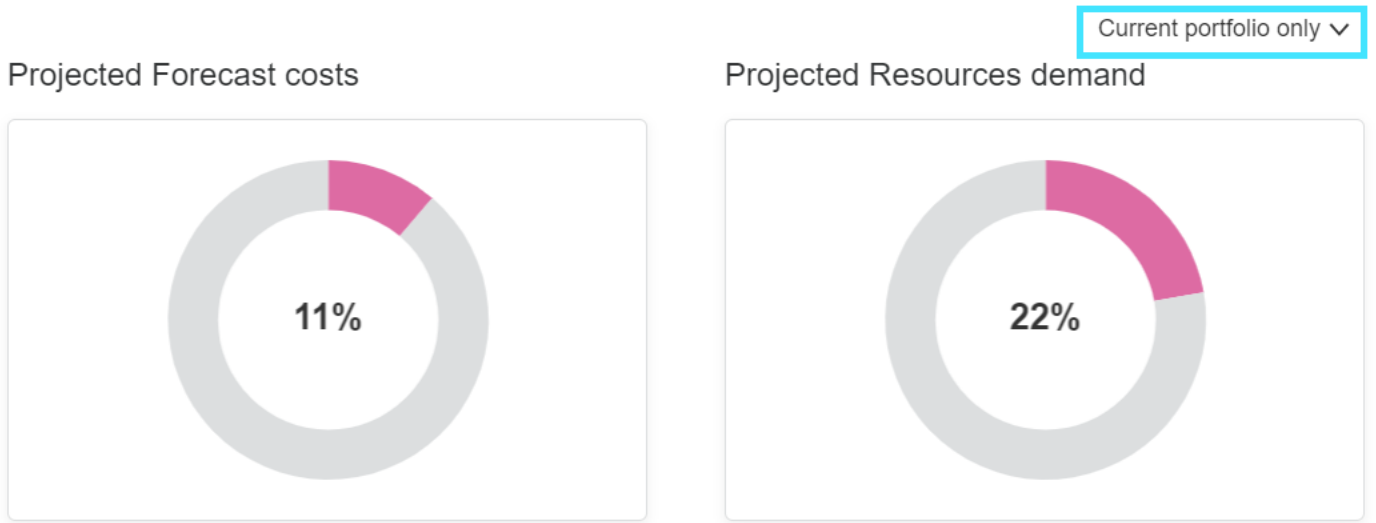 Current portfolio only
Projected Forecast costs
Projected Resources demand
11%
22%